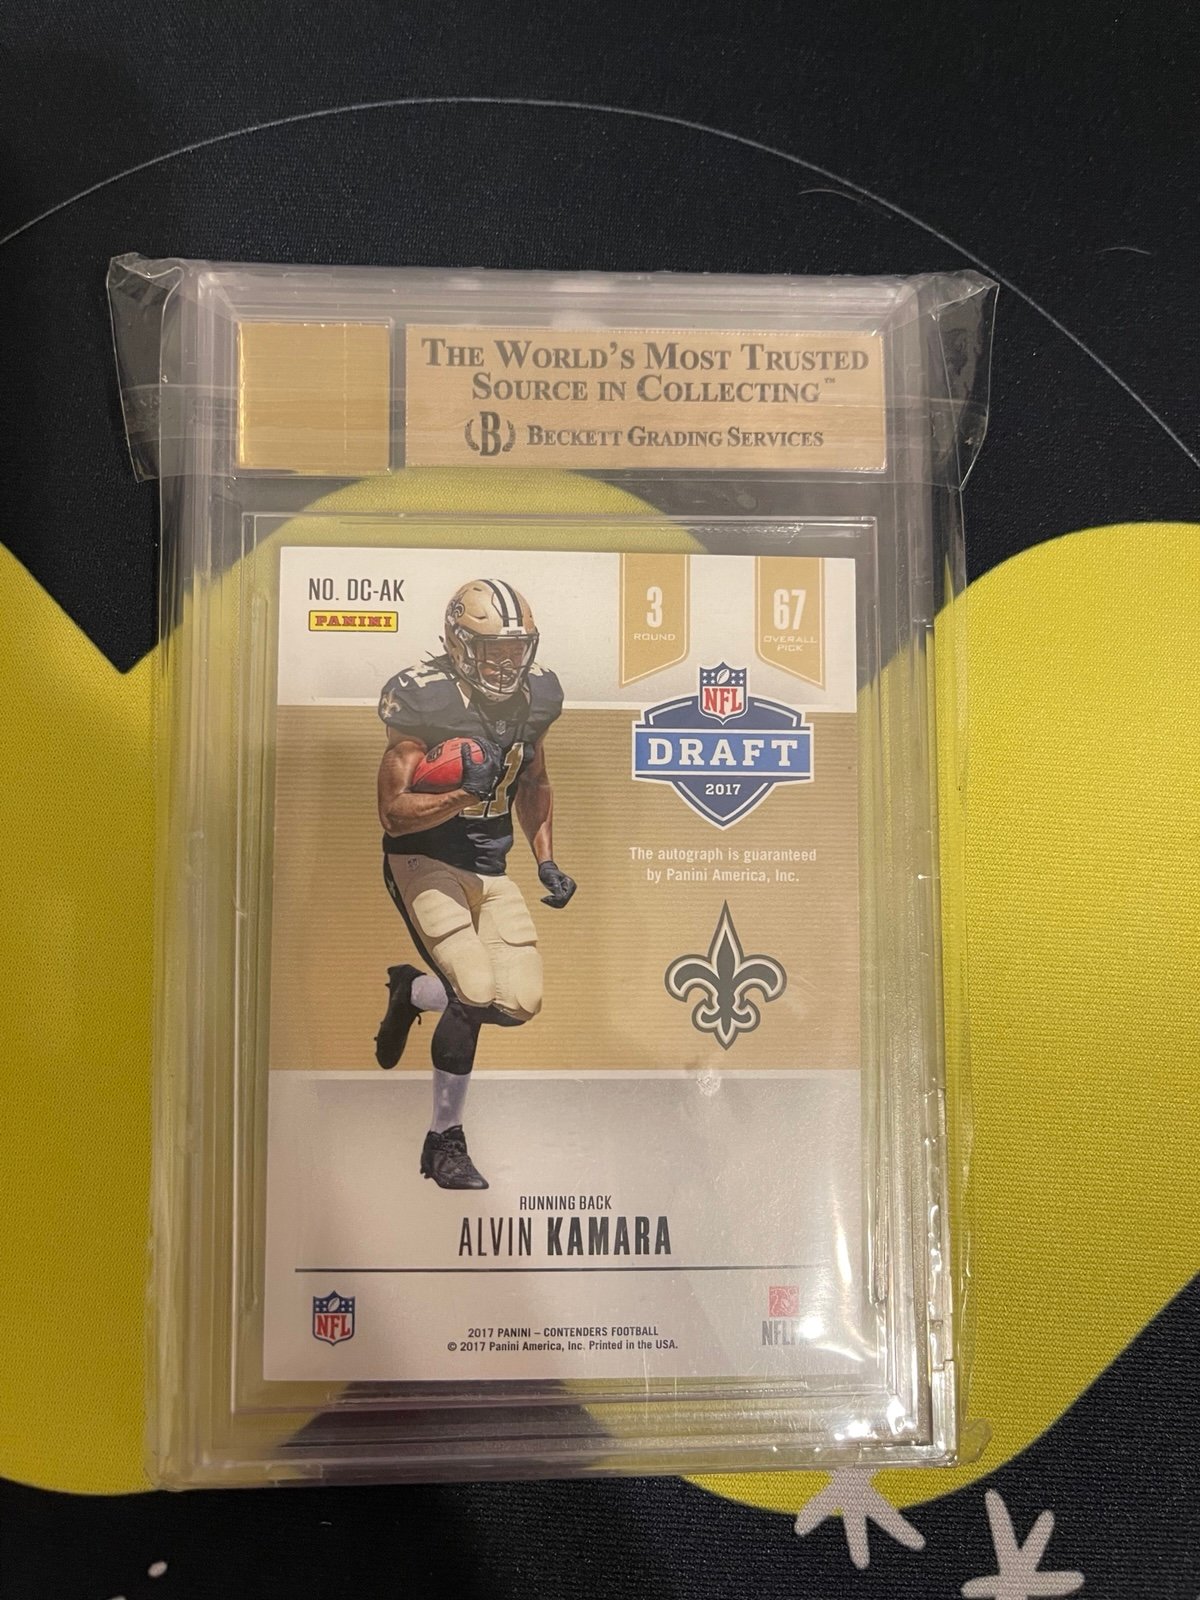 THE WORLD'S MOST TRUSTED
SOURCE IN COLLECTING™
B BECKETT GRADING SERVICES
NO. DC-AK
PANINI
3
ROUND
67
OVERALL
PICK
NFL
DRAFT
2017
The autograph is guaranteed
by Panini America, Inc.
RUNNING BACK
ALVIN KAMARA
NFL
2017 PANINI – CONTENDERS FOOTBALL
© 2017 Panini America, Inc. Printed in the USA.